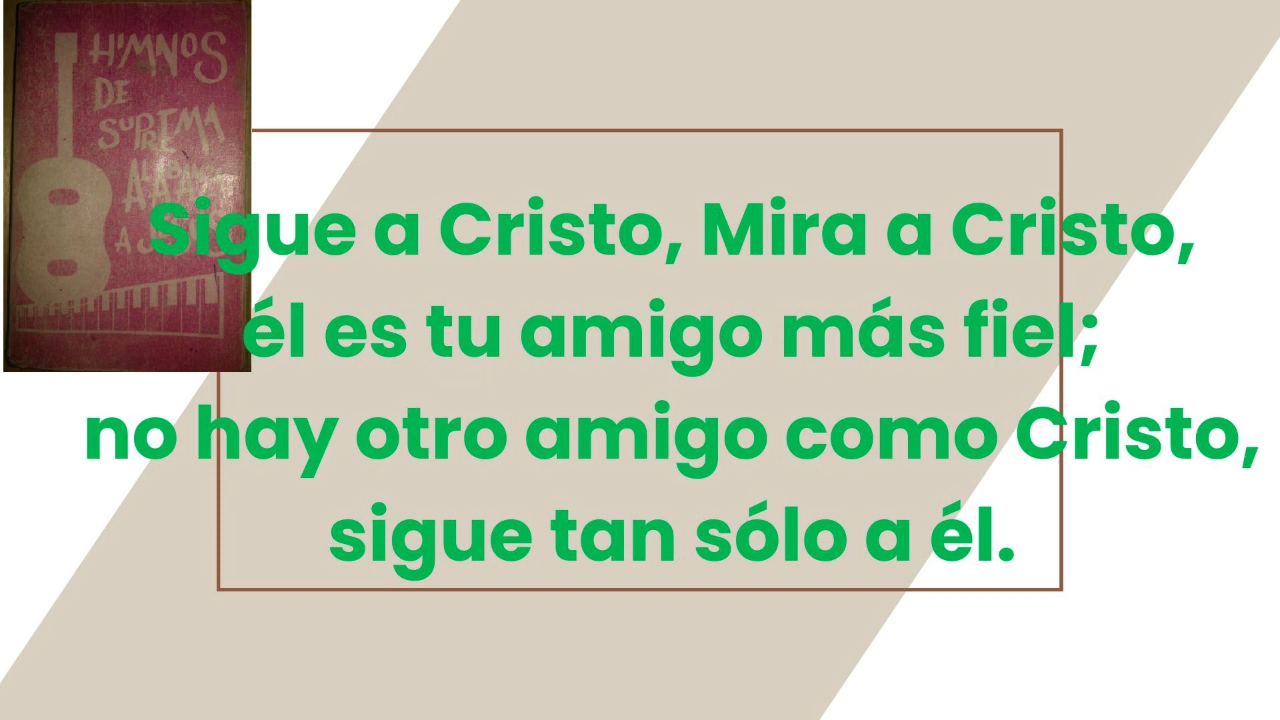 HIMNOS
DE
SUPREMA
Sigue a Cristo, Mira a Cristo,
él es tu amigo más fiel;
no hay otro amigo como Cristo,
sigue tan sólo a él.